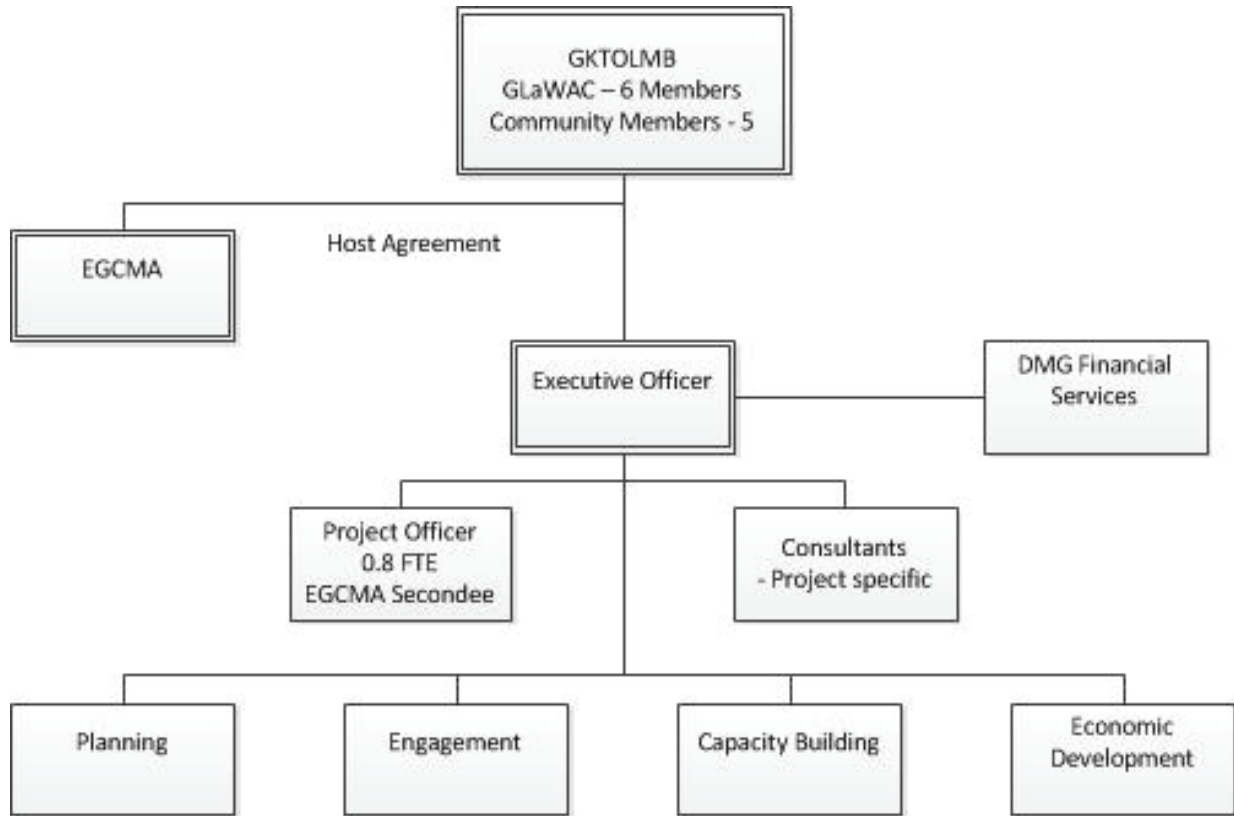 GKTOLMB
GLaWAC – 6 Members
Community Members - 5
Host Agreement
EGCMA
Executive Officer
DMG Financial
Services
Project Officer
0.8 FTE
EGCMA Secondee
Consultants
- Project specific
Planning
Engagement
Capacity Building
Economic
Development